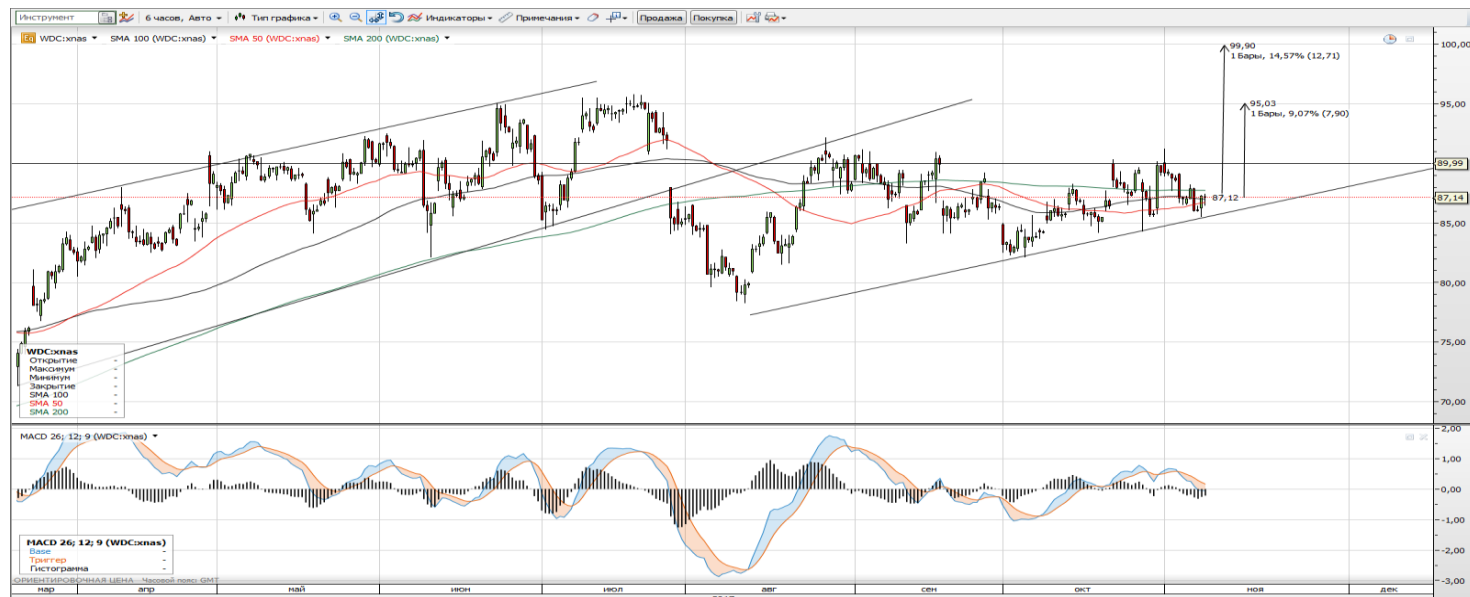 Инструмент 6 часов, Авто Тип графика Индикаторы Примечания Продажа Покупка
WDC:xnas SMA 100 (WDC:xnas) SMA 50 (WDC:xnas) SMA 200 (WDC:xnas)
99,90
1 Бары, 14,57% (12,71)
95,03
1 Бары, 9,07% (7,90)
87,12
100,00
95,00
89,99
87,14
85,00
80,00
75,00
70,00
WDC:xnas
Открытие -
Максимум -
Минимум -
Закрытие -
SMA 100 -
SMA 50 -
SMA 200 -
MACD 26; 12; 9 (WDC:xnas)
2,00
1,00
0,00
-1,00
-2,00
-3,00
MACD 26; 12; 9 (WDC:xnas)
Base -
Триггер -
Гистограмма -
ОРИЕНТИРОВОЧНАЯ ЦЕНА Часовой пояс: GMT
мар апр май июн июл авг сен окт ноя дек